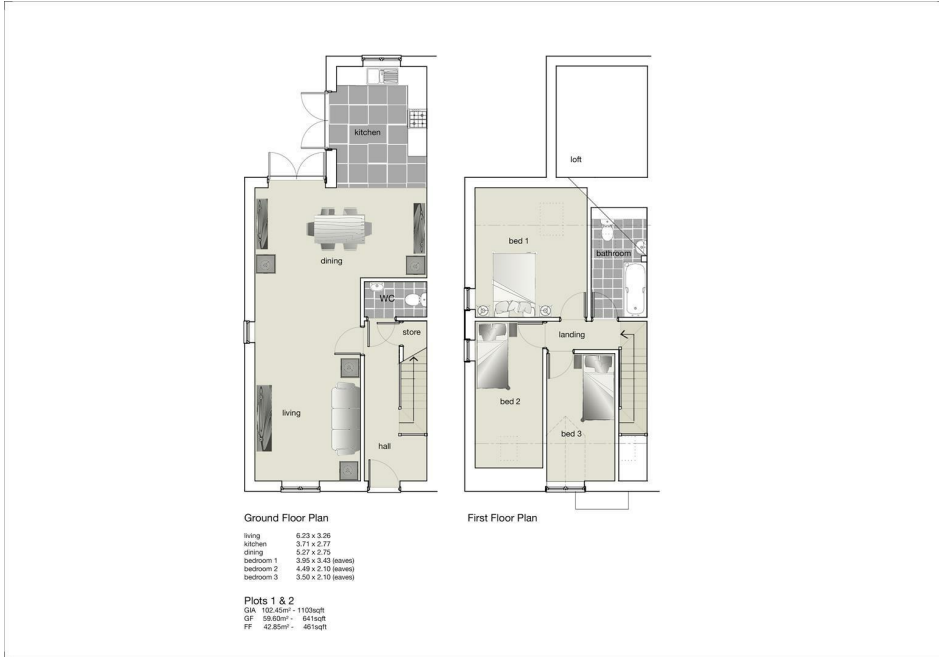 kitchen
dining
WC
store
living
hall
loft
bed 1
bathroom
landing
bed 2
bed 3
Ground Floor Plan
First Floor Plan
living 6.23 x 3.26
kitchen 3.71 x 2.77
dining 5.27 x 2.75
bedroom 1 3.95 x 3.43 (eaves)
bedroom 2 4.49 x 2.10 (eaves)
bedroom 3 3.50 x 2.10 (eaves)
Plots 1 & 2
GIA 102.45m² - 1103sqft
GF 59.60m² - 641sqft
FF 42.85m² - 461sqft